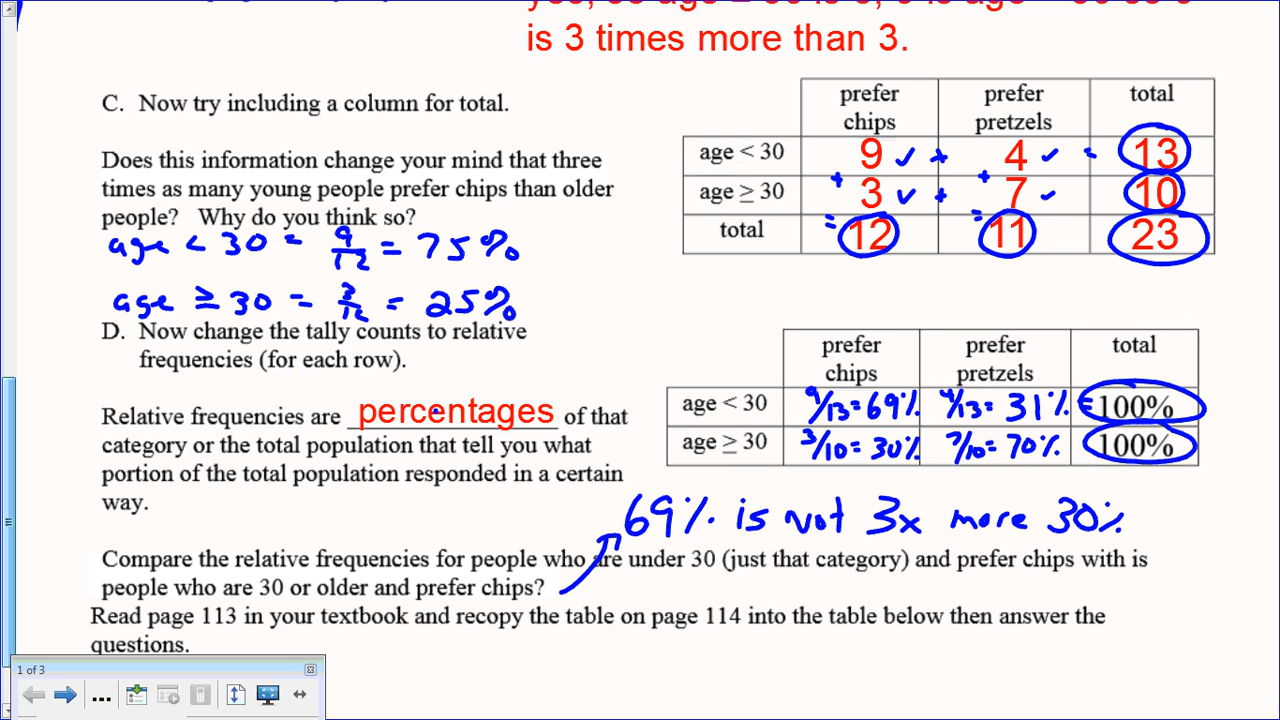 is 3 times more than 3.
C. Now try including a column for total.
Does this information change your mind that three
times as many young people prefer chips than older
people? Why do you think so?
age < 30 = 9/12 = 75%
age ≥ 30 = 3/12 = 25%
prefer chips prefer pretzels total
age < 30 9 ✓ + 4 ✓ = 13
+ +
age ≥ 30 3 ✓ + 7 ✓ 10
= =
total 12 11 23
D. Now change the tally counts to relative
frequencies (for each row).
Relative frequencies are percentages of that
category or the total population that tell you what
portion of the total population responded in a certain
way.
prefer chips prefer pretzels total
age < 30 9/13 = 69% 4/13 = 31% = 100%
age ≥ 30 3/10 = 30% 7/10 = 70% 100%
69% is not 3x more 30%
Compare the relative frequencies for people who are under 30 (just that category) and prefer chips with is
people who are 30 or older and prefer chips?
Read page 113 in your textbook and recopy the table on page 114 into the table below then answer the
questions.
1 of 3